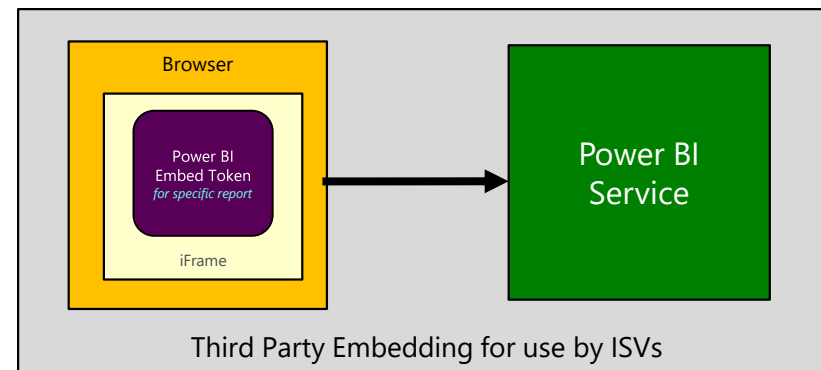 Browser
Power BI
Embed Token
for specific report
iFrame
Power BI
Service
Third Party Embedding for use by ISVs